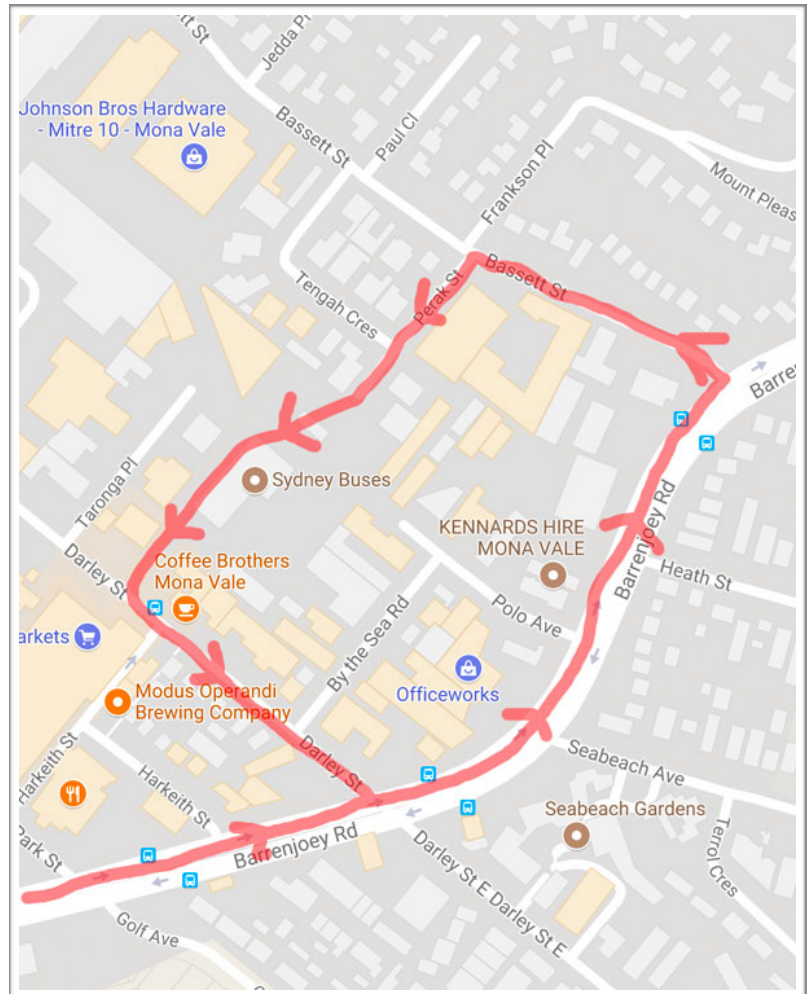 tt St
Jedda Pl
Johnson Bros Hardware
- Mitre 10 - Mona Vale
Bassett St
Paul Cl
Frankson Pl
Mount Pleas
Bassett St
Perak St
Tengah Cres
Barre
Taronga Pl
Sydney Buses
KENNARDS HIRE
MONA VALE
Barrenjoey Rd
Heath St
Darley St
Coffee Brothers
Mona Vale
Polo Ave
By the Sea Rd
arkets
Officeworks
Modus Operandi
Brewing Company
Harkeith St
Darley St
Seabeach Ave
Harkeith St
Seabeach Gardens
Barrenjoey Rd
Terrol Cres
Park St
Darley St E
Darley St E
Golf Ave